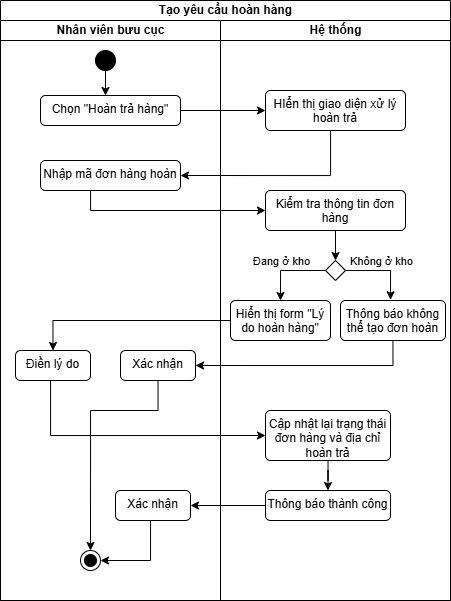 Tạo yêu cầu hoàn hàng
Nhân viên bưu cục
Hệ thống
Chọn "Hoàn trả hàng"
HIển thị giao diện xử lý
hoàn trả
Nhập mã đơn hàng hoàn
Kiểm tra thông tin đơn
hàng
Đang ở kho
Không ở kho
Hiển thị form "Lý
do hoàn hàng"
Thông báo không
thể tạo đơn hoàn
Điền lý do
Xác nhận
Cập nhật lại trạng thái
đơn hàng và địa chỉ
hoàn trả
Xác nhận
Thông báo thành công